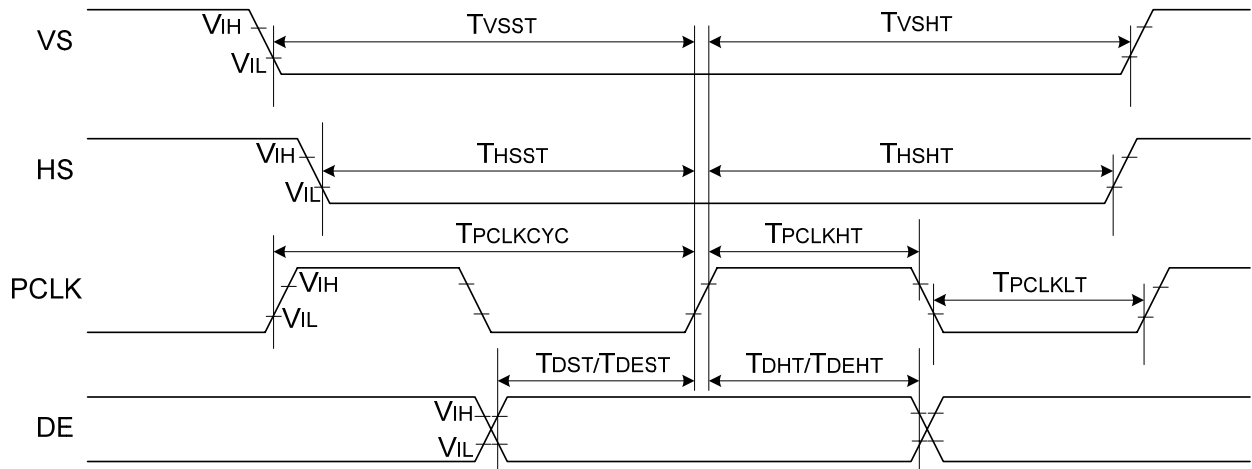 VS VIH TVSST TVSHT
VIL
HS VIH THSST THSHT
VIL
TPCLKCYC TPCLKHT
PCLK VIH TPCLKLT
VIL
TDST/TDEST TDHT/TDEHT
DE VIH
VIL